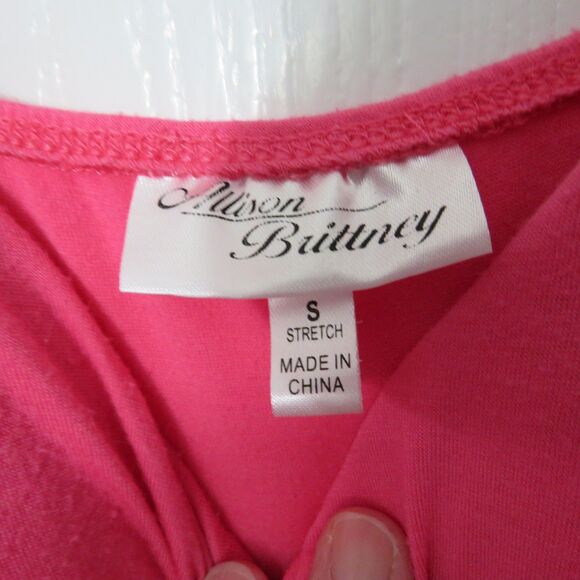 Allison
Brittney
S
STRETCH
MADE IN
CHINA